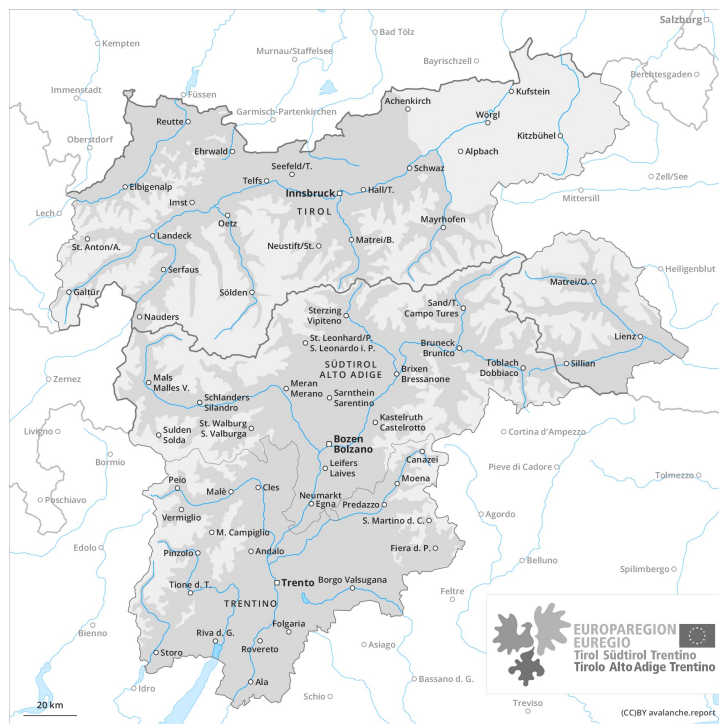 Salzburg
Kempten
Bad Tölz
Murnau/Staffelsee
Bayrischzell
Berchtesgaden
Immenstadt
Füssen
Garmisch-Partenkirchen
Achenkirch
Kufstein
Reutte
Wörgl
Oberstdorf
Ehrwald
Kitzbühel
Alpbach
Seefeld/T.
Schwaz
Telfs
Zell/See
Elbigenalp
Innsbruck
Hall/T.
Mittersill
Imst
TIROL
Lech
Oetz
Mayrhofen
Landeck
Neustift/St.
Matrei/B.
St. Anton/A.
Serfaus
Heiligenblut
Galtür
Sölden
Matrei/O.
Nauders
Sterzing
Vipiteno
Sand/T.
Campo Tures
St. Leonhard/P.
S. Leonardo i. P.
Bruneck
Brunico
Lienz
SÜDTIROL
ALTO ADIGE
Toblach
Dobbiaco
Sillian
Brixen
Bressanone
Zernez
Mals
Malles V.
Meran
Merano
Schlanders
Silandro
Sarnthein
Sarentino
St. Walburg
S. Valburga
Kastelruth
Castelrotto
Livigno
Sulden
Solda
Bozen
Bolzano
Cortina d'Ampezzo
Canazei
Bormio
Leifers
Laives
Pieve di Cadore
Tolmezzo
Peio
Moena
Malè
Cles
Neumarkt
Egna
Predazzo
Poschiavo
Vermiglio
Agordo
S. Martino d. C.
M. Campiglio
Edolo
Pinzolo
Andalo
Fiera d. P.
Belluno
Spilimbergo
Tione d. T.
Trento
Borgo Valsugana
Feltre
TRENTINO
Folgaria
Bienno
Riva d. G.
Rovereto
Asiago
Storo
Ala
Idro
Schio
Bassano d. G.
Treviso
EUROPAREGION
EUREGIO
Tirol Südtirol Trentino
Tirolo Alto Adige Trentino
20 km
(CC)BY avalanche.report